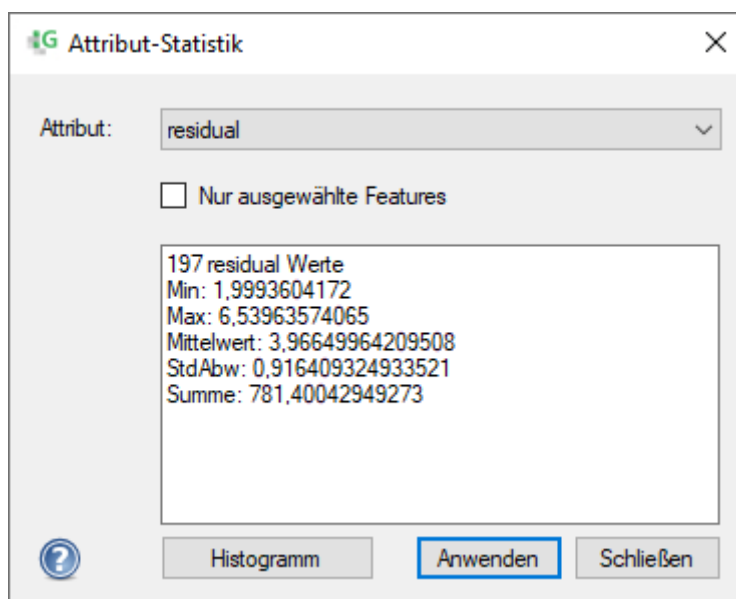 Attribut-Statistik
Attribut: residual
Nur ausgewählte Features
197 residual Werte
Min: 1,9993604172
Max: 6,53963574065
Mittelwert: 3,96649964209508
StdAbw: 0,916409324933521
Summe: 781,40042949273
? Histogramm Anwenden Schließen